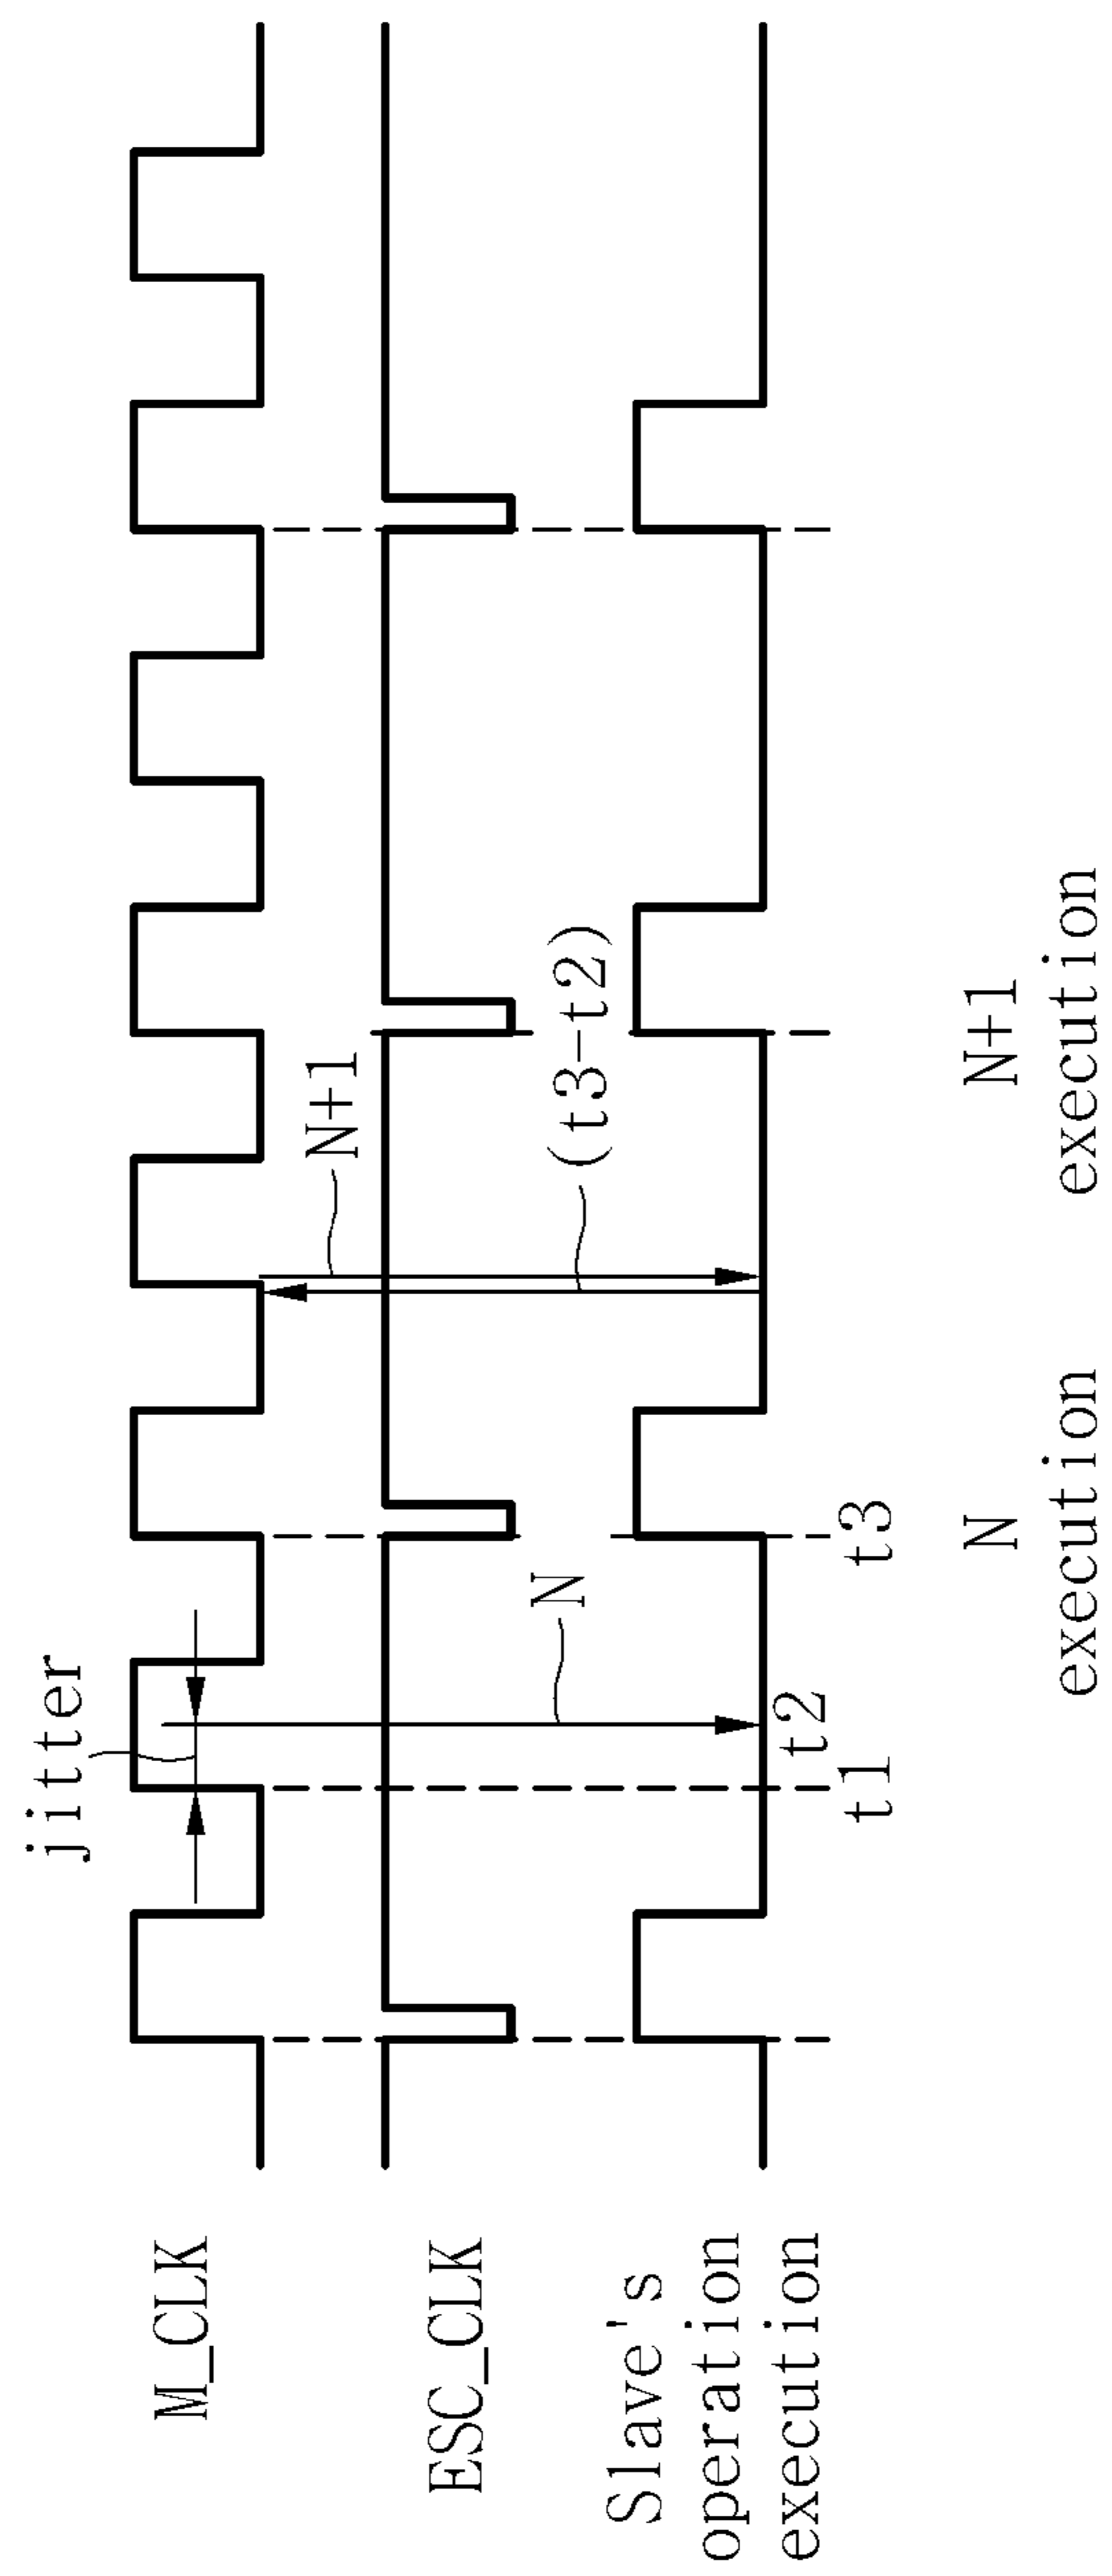 jitter
M_CLK
N+1
ESC_CLK
N
(t3-t2)
Slave's
operation
execution
t1
t2
t3
N
execution
N+1
execution